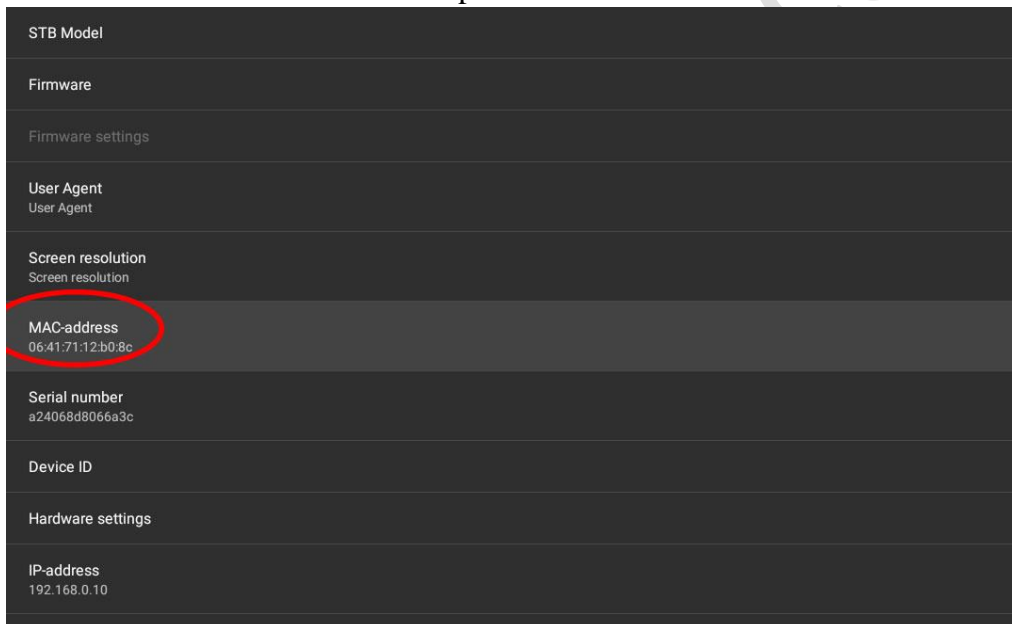 STB Model
Firmware
Firmware settings
User Agent
User Agent
Screen resolution
Screen resolution
MAC-address
06:41:71:12:b0:8c
Serial number
a24068d8066a3c
Device ID
Hardware settings
IP-address
192.168.0.10